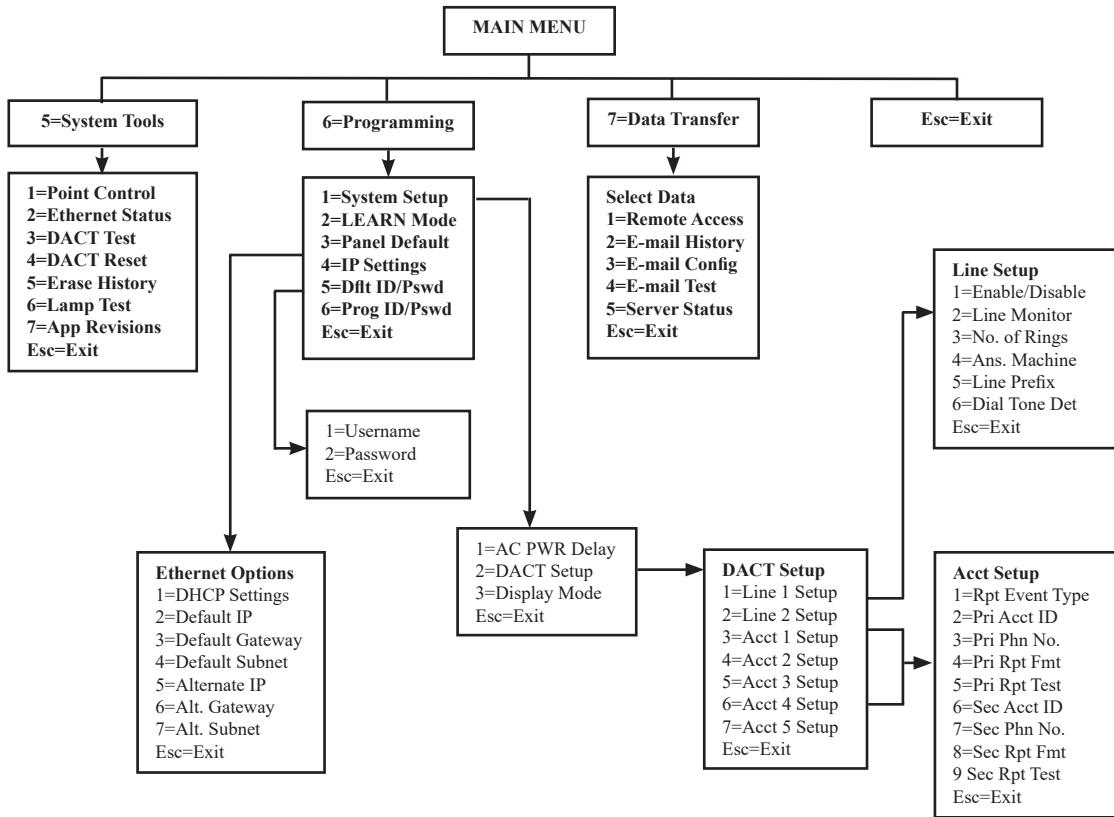 MAIN MENU
5=System Tools
6=Programming
7=Data Transfer
Esc=Exit
1=Point Control
2=Ethernet Status
3=DACT Test
4=DACT Reset
5=Erase History
6=Lamp Test
7=App Revisions
Esc=Exit
1=System Setup
2=LEARN Mode
3=Panel Default
4=IP Settings
5=Dflt ID/Pswd
6=Prog ID/Pswd
Esc=Exit
Select Data
1=Remote Access
2=E-mail History
3=E-mail Config
4=E-mail Test
5=Server Status
Esc=Exit
Line Setup
1=Enable/Disable
2=Line Monitor
3=No. of Rings
4=Ans. Machine
5=Line Prefix
6=Dial Tone Det
Esc=Exit
1=Username
2=Password
Esc=Exit
Ethernet Options
1=DHCP Settings
2=Default IP
3=Default Gateway
4=Default Subnet
5=Alternate IP
6=Alt. Gateway
7=Alt. Subnet
Esc=Exit
1=AC PWR Delay
2=DACT Setup
3=Display Mode
Esc=Exit
DACT Setup
1=Line 1 Setup
2=Line 2 Setup
3=Acct 1 Setup
4=Acct 2 Setup
5=Acct 3 Setup
6=Acct 4 Setup
7=Acct 5 Setup
Esc=Exit
Acct Setup
1=Rpt Event Type
2=Pri Acct ID
3=Pri Phn No.
4=Pri Rpt Fmt
5=Pri Rpt Test
6=Sec Acct ID
7=Sec Phn No.
8=Sec Rpt Fmt
9 Sec Rpt Test
Esc=Exit